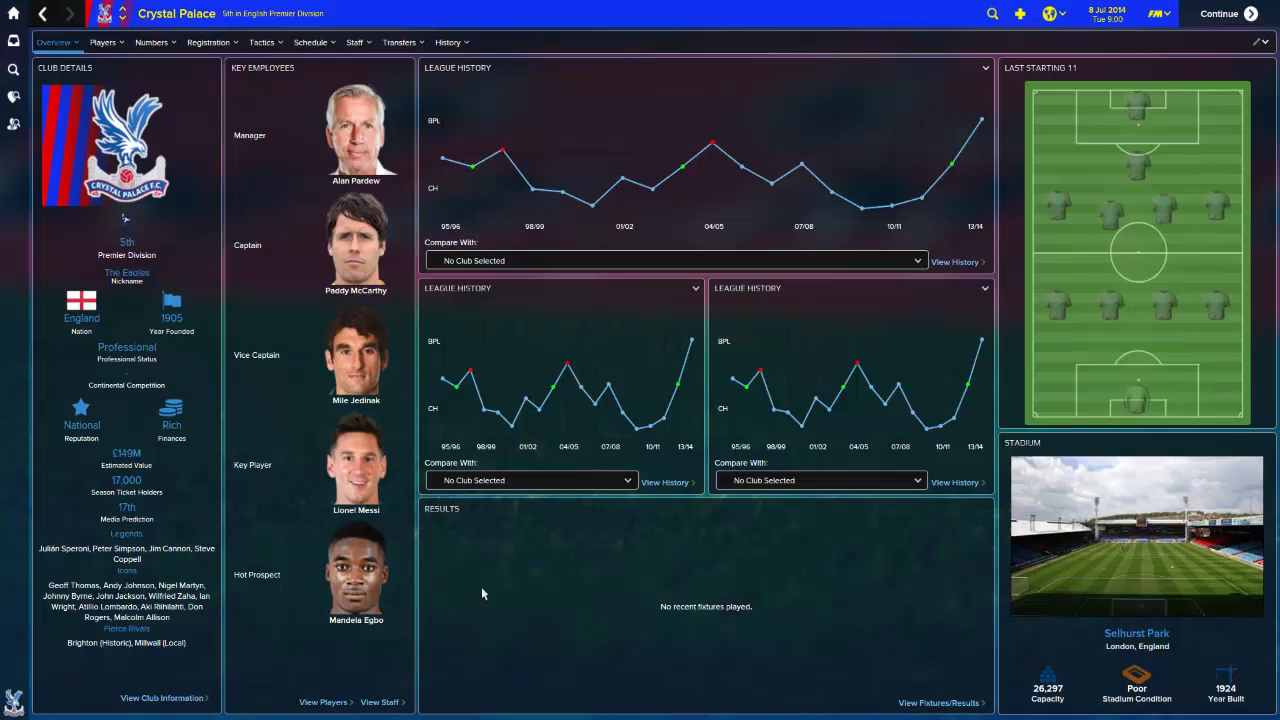 Crystal Palace
5th in English Premier Division
8 Jul 2014
Tue 9:00
FM
Continue
Overview
Players
Numbers
Registration
Tactics
Schedule
Staff
Transfers
History
CLUB DETAILS
CRYSTAL PALACE F.C.
5th
Premier Division
The Eagles
Nickname
England
Nation
1905
Year Founded
Professional
Professional Status
-
Continental Competition
National
Reputation
Rich
Finances
£149M
Estimated Value
17,000
Season Ticket Holders
17th
Media Prediction
Legends
Julián Speroni, Peter Simpson, Jim Cannon, Steve
Coppell
Icons
Geoff Thomas, Andy Johnson, Nigel Martyn,
Johnny Byrne, John Jackson, Wilfried Zaha, Ian
Wright, Atillio Lombardo, Aki Riihilahti, Don
Rogers, Malcolm Allison
Fierce Rivals
Brighton (Historic), Millwall (Local)
View Club Information
KEY EMPLOYEES
Manager
Alan Pardew
Captain
Paddy McCarthy
Vice Captain
Mile Jedinak
Key Player
Lionel Messi
Hot Prospect
Mandela Egbo
View Players
View Staff
LEAGUE HISTORY
BPL
CH
95/96
98/99
01/02
04/05
07/08
10/11
13/14
Compare With:
No Club Selected
View History
LEAGUE HISTORY
BPL
CH
95/96
98/99
01/02
04/05
07/08
10/11
13/14
Compare With:
No Club Selected
View History
LEAGUE HISTORY
BPL
CH
95/96
98/99
01/02
04/05
07/08
10/11
13/14
Compare With:
No Club Selected
View History
RESULTS
No recent fixtures played.
View Fixtures/Results
LAST STARTING 11
STADIUM
Selhurst Park
London, England
26,297
Capacity
Poor
Stadium Condition
1924
Year Built